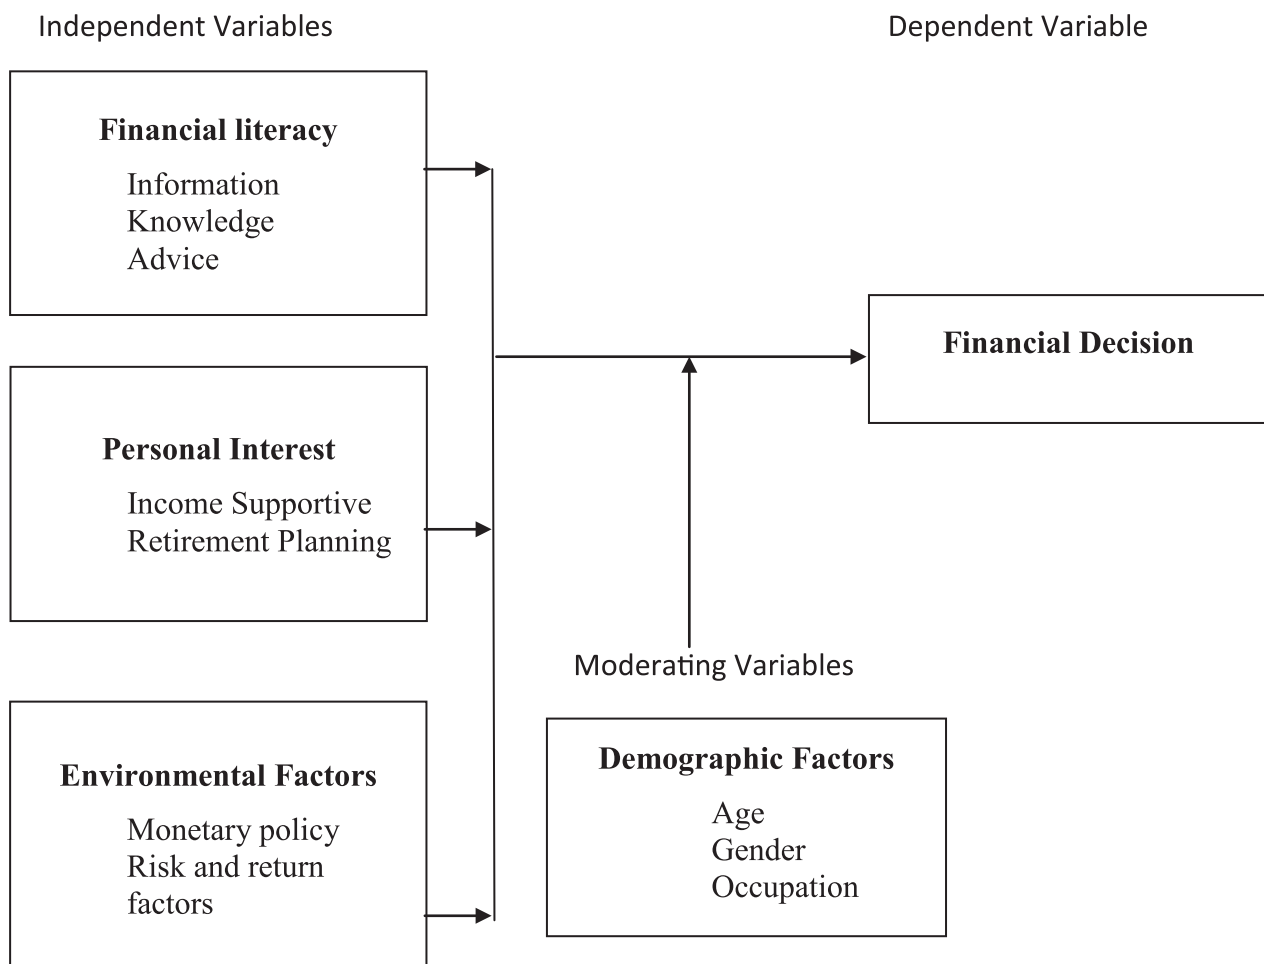 Independent Variables
Dependent Variable
Financial literacy
Information
Knowledge
Advice
Financial Decision
Personal Interest
Income Supportive
Retirement Planning
Moderating Variables
Environmental Factors
Monetary policy
Risk and return
factors
Demographic Factors
Age
Gender
Occupation